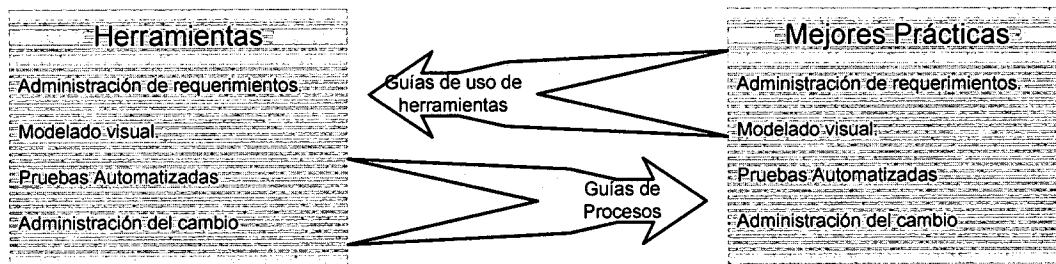 Herramientas
Administración de requerimientos.
Modelado visual.
Pruebas Automatizadas
Administración del cambio
Guías de uso de
herramientas
Guías de
Procesos
Mejores Prácticas
Administración de requerimientos.
Modelado visual.
Pruebas Automatizadas
Administración del cambio